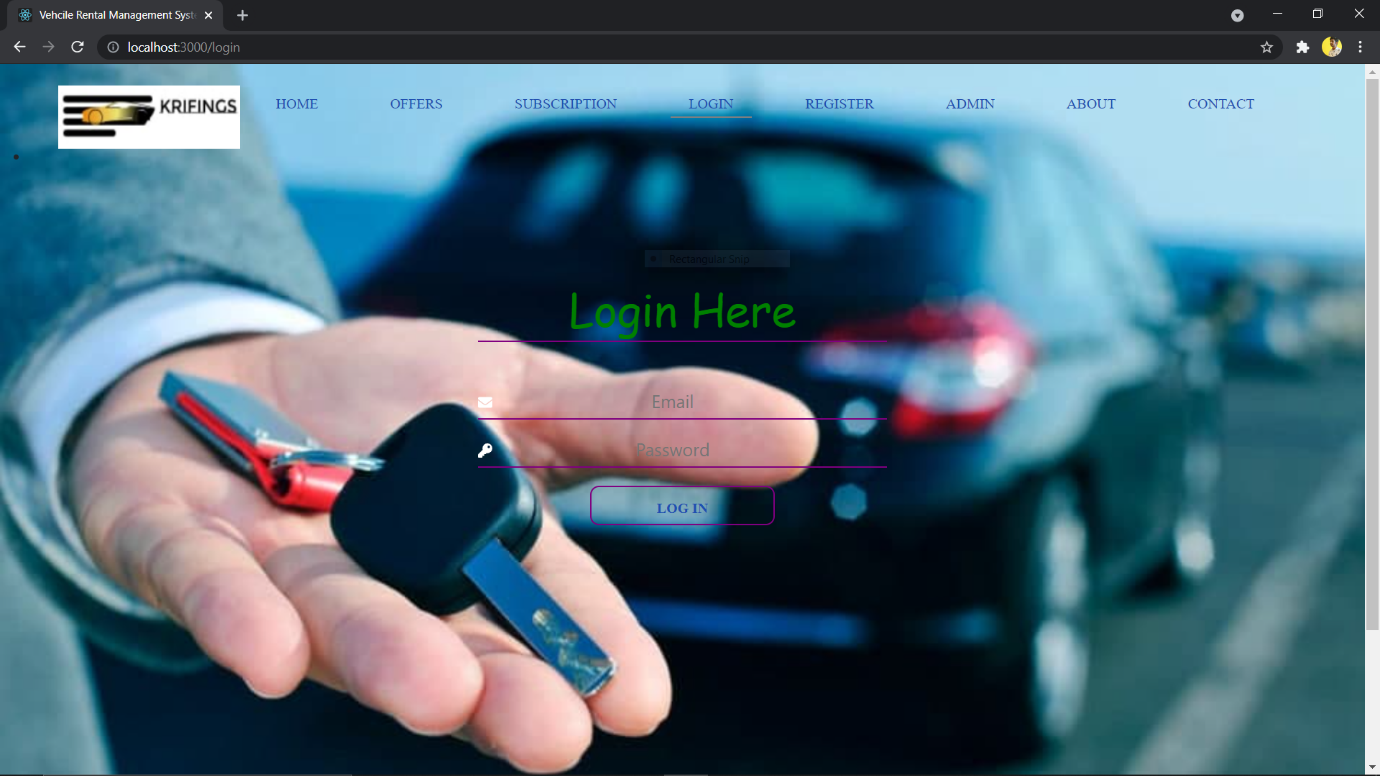 Vehcile Rental Management Syst
localhost:3000/login
KRIFINGS
HOME
OFFERS
SUBSCRIPTION
LOGIN
REGISTER
ADMIN
ABOUT
CONTACT
Rectangular Snip
Login Here
Email
Password
LOG IN